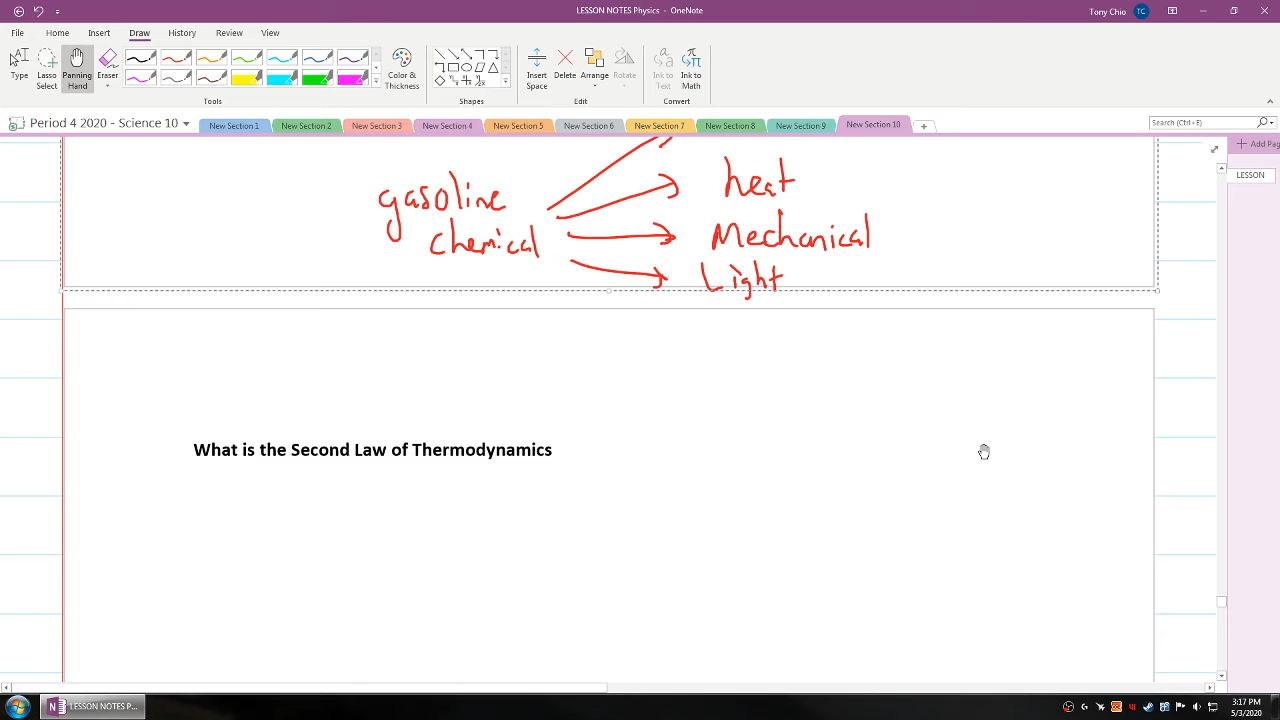 LESSON NOTES Physics - OneNote
Tony Chio TC
File Home Insert Draw History Review View
Type
Lasso Select
Panning Hand
Eraser
Color & Thickness
Insert Space
Delete
Arrange
Rotate
Ink to Text
Ink to Math
Tools
Shapes
Edit
Convert
Period 4 2020 - Science 10
New Section 1 New Section 2 New Section 3 New Section 4 New Section 5 New Section 6 New Section 7 New Section 8 New Section 9 New Section 10
Search (Ctrl+E)
Add Pag
LESSON
gasoline
chemical
heat
Mechanical
Light
What is the Second Law of Thermodynamics
LESSON NOTES Physics...
3:17 PM
5/3/2020